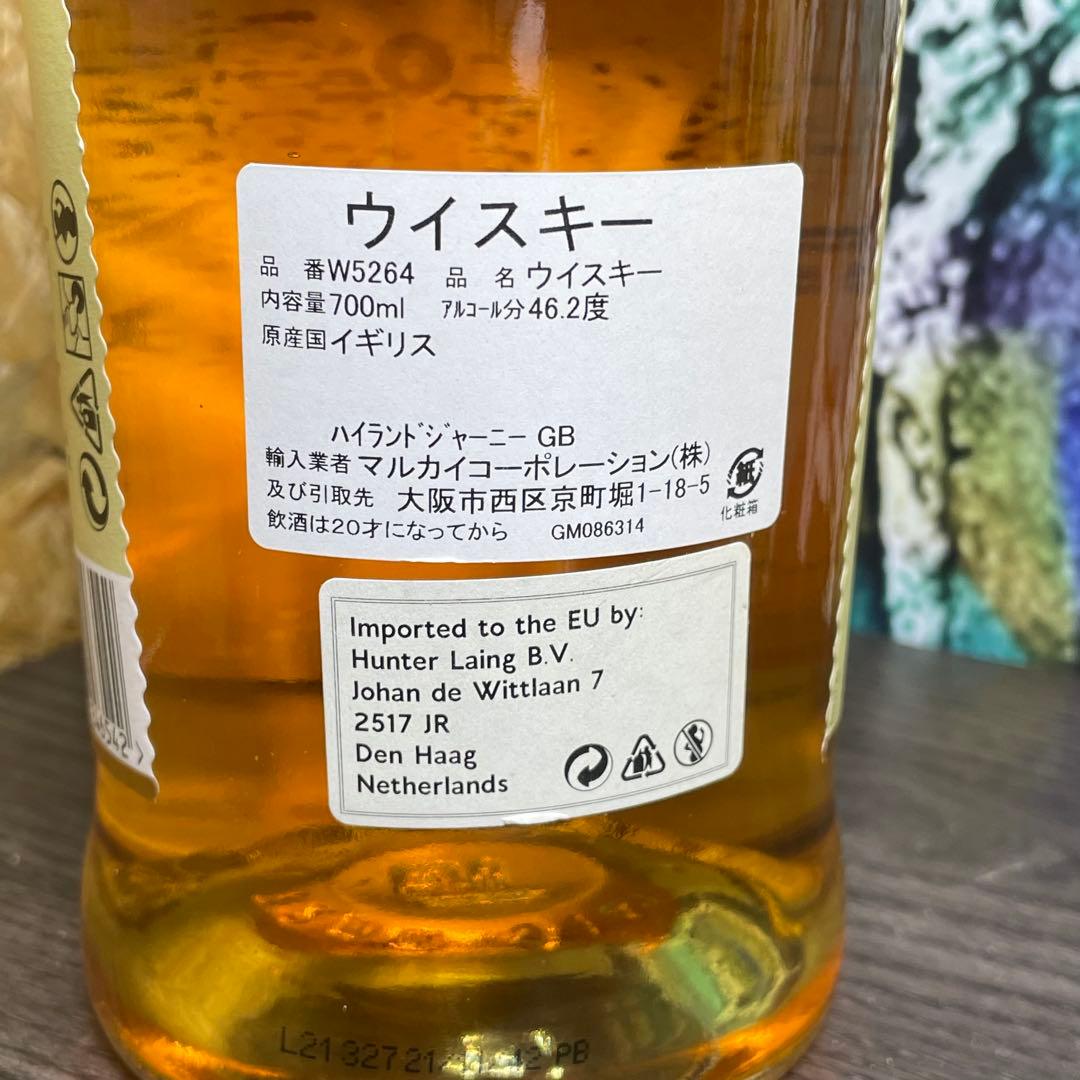 ウイスキー
品 番W5264 品 名 ウイスキー
内容量700ml ｱﾙｺｰﾙ分46.2度
原産国イギリス
ﾊｲﾗﾝﾄﾞｼﾞｬｰﾆｰ GB
輸入業者 マルカイコーポレーション(株)
及び引取先 大阪市西区京町堀1-18-5
飲酒は20才になってから GM086314
紙
化粧箱
Imported to the EU by:
Hunter Laing B.V.
Johan de Wittlaan 7
2517 JR
Den Haag
Netherlands
L21 327 21 PB